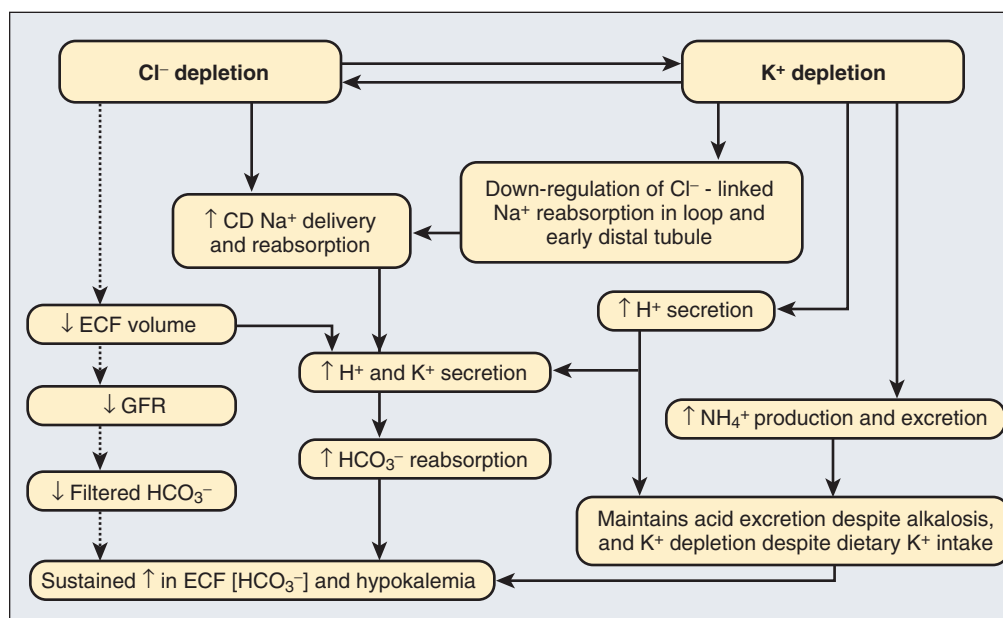 Cl⁻ depletion
K⁺ depletion
Down-regulation of Cl⁻ - linked
Na⁺ reabsorption in loop and
early distal tubule
↑ CD Na⁺ delivery
and reabsorption
↓ ECF volume
↑ H⁺ secretion
↑ H⁺ and K⁺ secretion
↓ GFR
↑ NH₄⁺ production and excretion
↑ HCO₃⁻ reabsorption
↓ Filtered HCO₃⁻
Maintains acid excretion despite alkalosis,
and K⁺ depletion despite dietary K⁺ intake
Sustained ↑ in ECF [HCO₃⁻] and hypokalemia